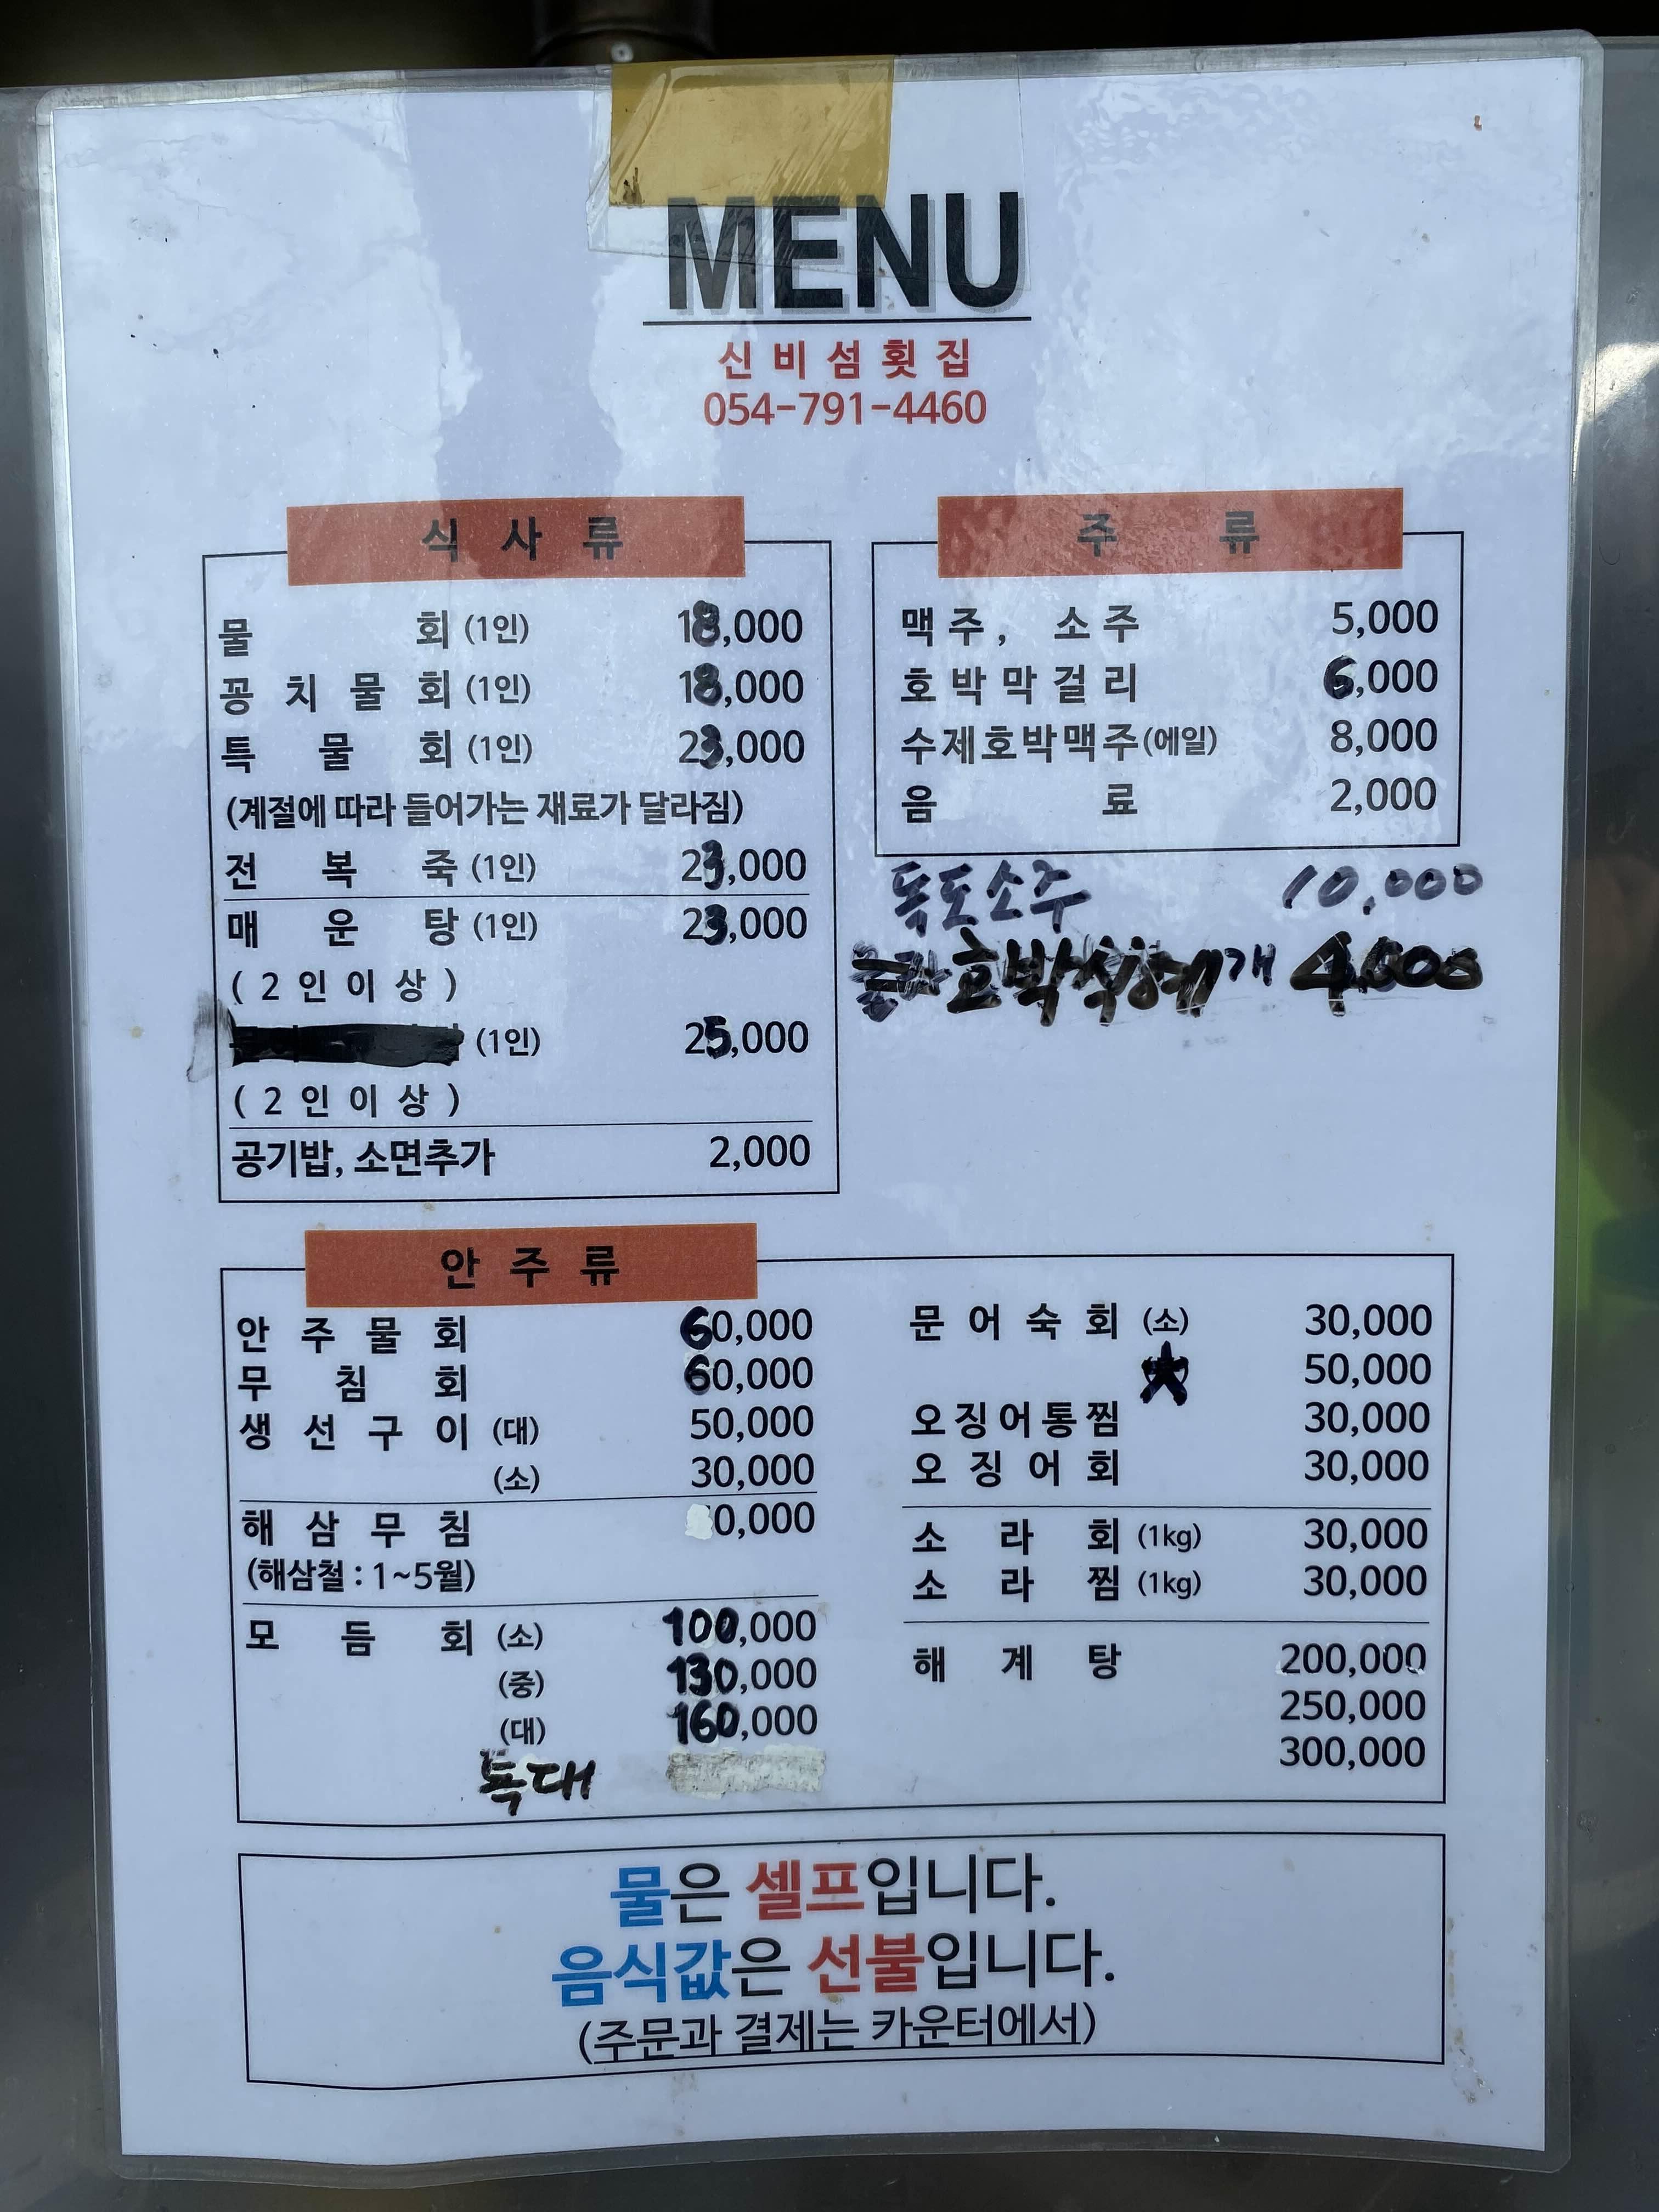 MENU
신비섬횟집
054-791-4460
식사류
물회 (1인) 18,000
꽁치물회 (1인) 18,000
특물회 (1인) 23,000
(계절에 따라 들어가는 재료가 달라짐)
전복죽 (1인) 23,000
매운탕 (1인) 23,000
(2인이상)
(1인) 25,000
(2인이상)
공기밥, 소면추가 2,000
주류
맥주, 소주 5,000
호박막걸리 6,000
수제호박맥주(에일) 8,000
음료 2,000
독도소주 10,000
호박식혜 개 4,000
안주류
안주물회 60,000
무침회 60,000
생선구이 (대) 50,000
(소) 30,000
해삼무침 0,000
(해삼철 : 1~5월)
모듬회 (소) 100,000
(중) 130,000
(대) 160,000
특대
문어숙회 (소) 30,000
50,000
오징어통찜 30,000
오징어회 30,000
소라회 (1kg) 30,000
소라찜 (1kg) 30,000
해계탕 200,000
250,000
300,000
물은 셀프입니다.
음식값은 선불입니다.
(주문과 결제는 카운터에서)